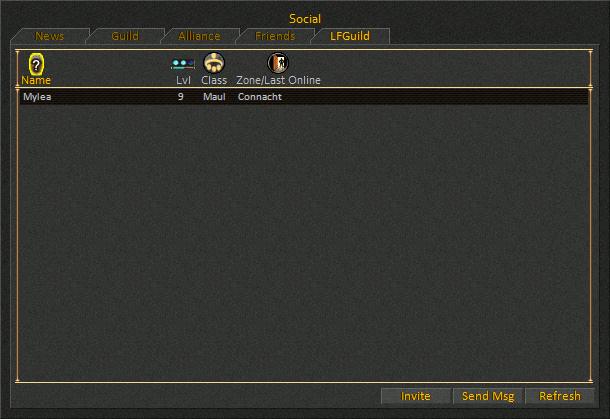 Social
News Guild Alliance Friends LFGuild
?
Name Lvl Class Zone/Last Online
Mylea 9 Maul Connacht
Invite Send Msg Refresh